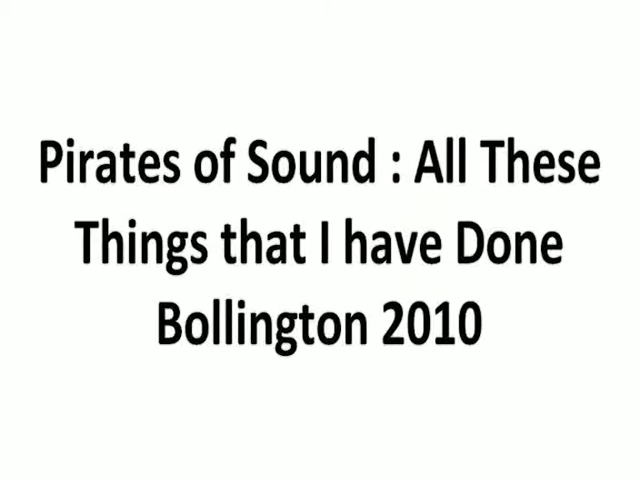 Pirates of Sound : All These
Things that I have Done
Bollington 2010